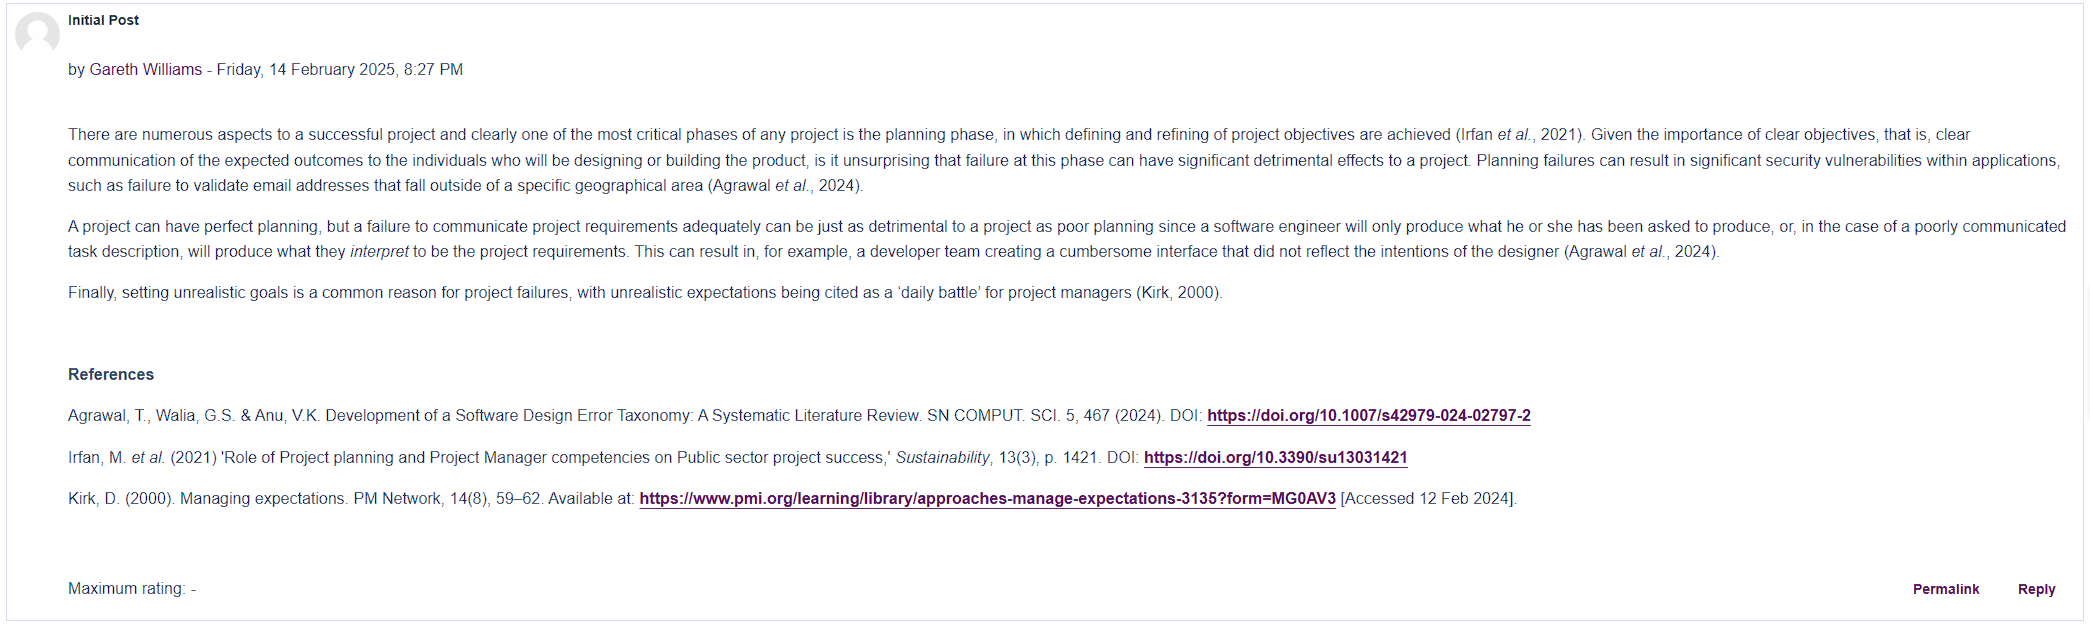 Initial Post
by Gareth Williams - Friday, 14 February 2025, 8:27 PM
There are numerous aspects to a successful project and clearly one of the most critical phases of any project is the planning phase, in which defining and refining of project objectives are achieved (Irfan et al., 2021). Given the importance of clear objectives, that is, clear
communication of the expected outcomes to the individuals who will be designing or building the product, is it unsurprising that failure at this phase can have significant detrimental effects to a project. Planning failures can result in significant security vulnerabilities within applications,
such as failure to validate email addresses that fall outside of a specific geographical area (Agrawal et al., 2024).
A project can have perfect planning, but a failure to communicate project requirements adequately can be just as detrimental to a project as poor planning since a software engineer will only produce what he or she has been asked to produce, or, in the case of a poorly communicated
task description, will produce what they interpret to be the project requirements. This can result in, for example, a developer team creating a cumbersome interface that did not reflect the intentions of the designer (Agrawal et al., 2024).
Finally, setting unrealistic goals is a common reason for project failures, with unrealistic expectations being cited as a ‘daily battle’ for project managers (Kirk, 2000).
References
Agrawal, T., Walia, G.S. & Anu, V.K. Development of a Software Design Error Taxonomy: A Systematic Literature Review. SN COMPUT. SCI. 5, 467 (2024). DOI: https://doi.org/10.1007/s42979-024-02797-2
Irfan, M. et al. (2021) 'Role of Project planning and Project Manager competencies on Public sector project success,' Sustainability, 13(3), p. 1421. DOI: https://doi.org/10.3390/su13031421
Kirk, D. (2000). Managing expectations. PM Network, 14(8), 59–62. Available at: https://www.pmi.org/learning/library/approaches-manage-expectations-3135?form=MG0AV3 [Accessed 12 Feb 2024].
Maximum rating: -
Permalink Reply